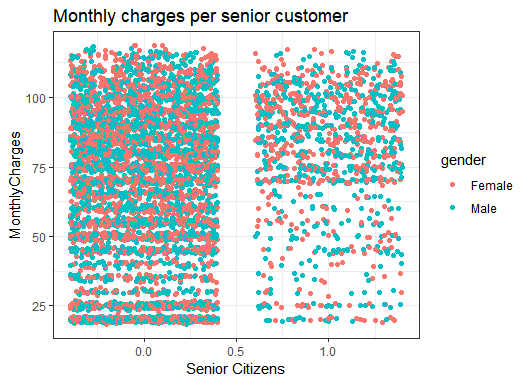 Monthly charges per senior customer
MonthlyCharges
100
75
50
25
0.0
0.5
1.0
Senior Citizens
gender
Female
Male